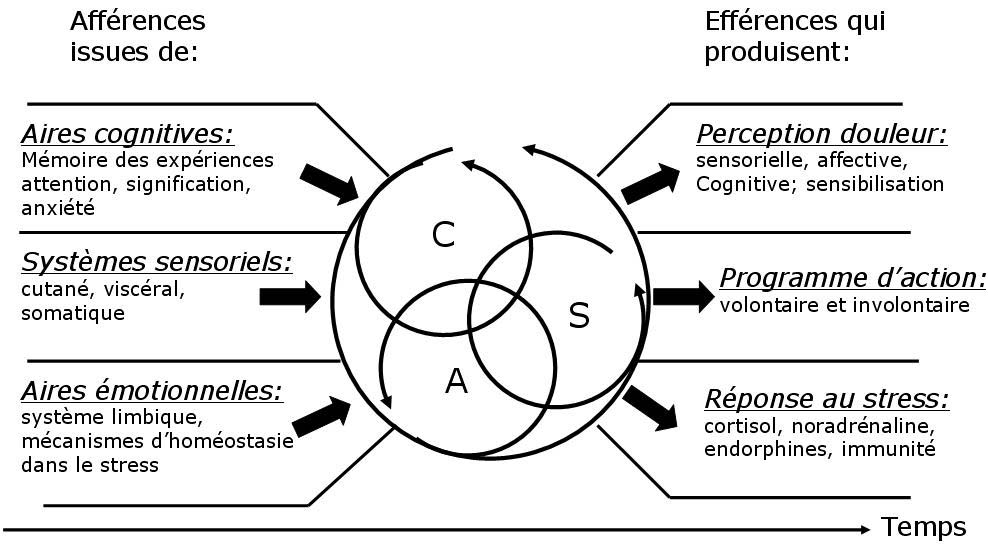 Afférences
issues de:
Efférences qui
produisent:
Aires cognitives:
Mémoire des expériences
attention, signification,
anxiété
Systèmes sensoriels:
cutané, viscéral,
somatique
Aires émotionnelles:
système limbique,
mécanismes d’homéostasie
dans le stress
C
S
A
Perception douleur:
sensorielle, affective,
Cognitive; sensibilisation
Programme d’action:
volontaire et involontaire
Réponse au stress:
cortisol, noradrénaline,
endorphines, immunité
Temps